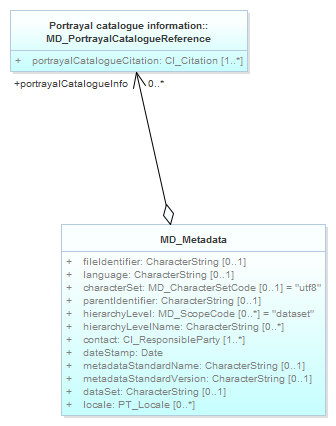 Portrayal catalogue information::
MD_PortrayalCatalogueReference
+ portrayalCatalogueCitation: CI_Citation [1..*]
+portrayalCatalogueInfo 0..*
MD_Metadata
+ fileIdentifier: CharacterString [0..1]
+ language: CharacterString [0..1]
+ characterSet: MD_CharacterSetCode [0..1] = "utf8"
+ parentIdentifier: CharacterString [0..1]
+ hierarchyLevel: MD_ScopeCode [0..*] = "dataset"
+ hierarchyLevelName: CharacterString [0..*]
+ contact: CI_ResponsibleParty [1..*]
+ dateStamp: Date
+ metadataStandardName: CharacterString [0..1]
+ metadataStandardVersion: CharacterString [0..1]
+ dataSet: CharacterString [0..1]
+ locale: PT_Locale [0..*]